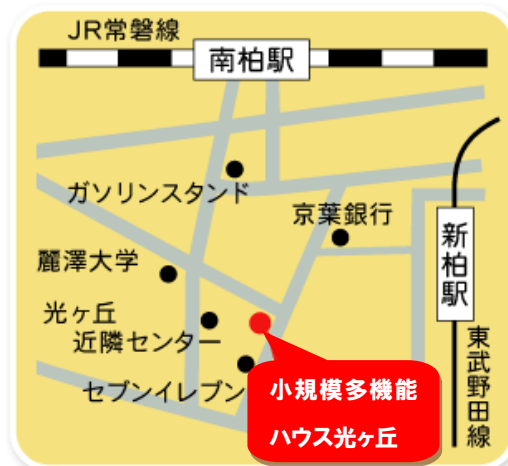 JR常磐線
南柏駅
ガソリンスタンド
京葉銀行
新柏駅
麗澤大学
光ヶ丘
近隣センター
東武野田線
セブンイレブン
小規模多機能
ハウス光ヶ丘